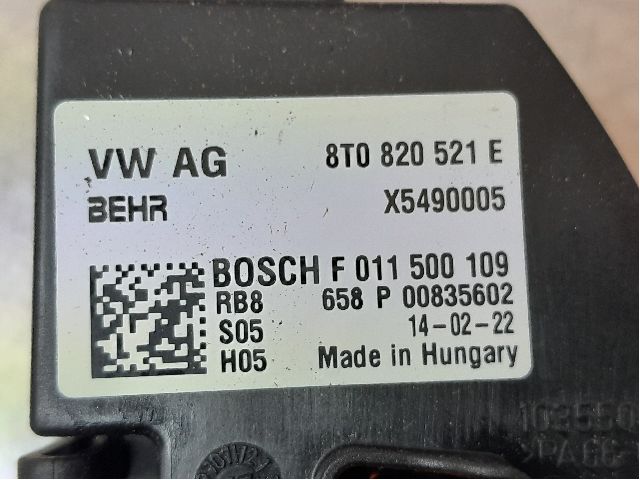 VW AG 8T0 820 521 E
BEHR X5490005
BOSCH F 011 500 109
RB8 658 P 00835602
S05 14-02-22
H05 Made in Hungary